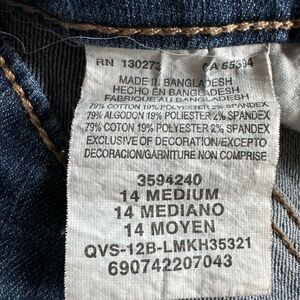 RN 130273 CA 55394
MADE IN BANGLADESH
HECHO EN BANGLADESH
FABRIQUE AU BANGLADESH
79% COTTON 19% POLYESTER 2% SPANDEX
79% ALGODON 19% POLIESTER 2% SPANDEX
79% COTON 19% POLYESTER 2% SPANDEX
EXCLUSIVE OF DECORATION/EXCEPTO
DECORACION/GARNITURE NON COMPRISE
3594240
14 MEDIUM
14 MEDIANO
14 MOYEN
QVS-12B-LMKH35321
690742207043